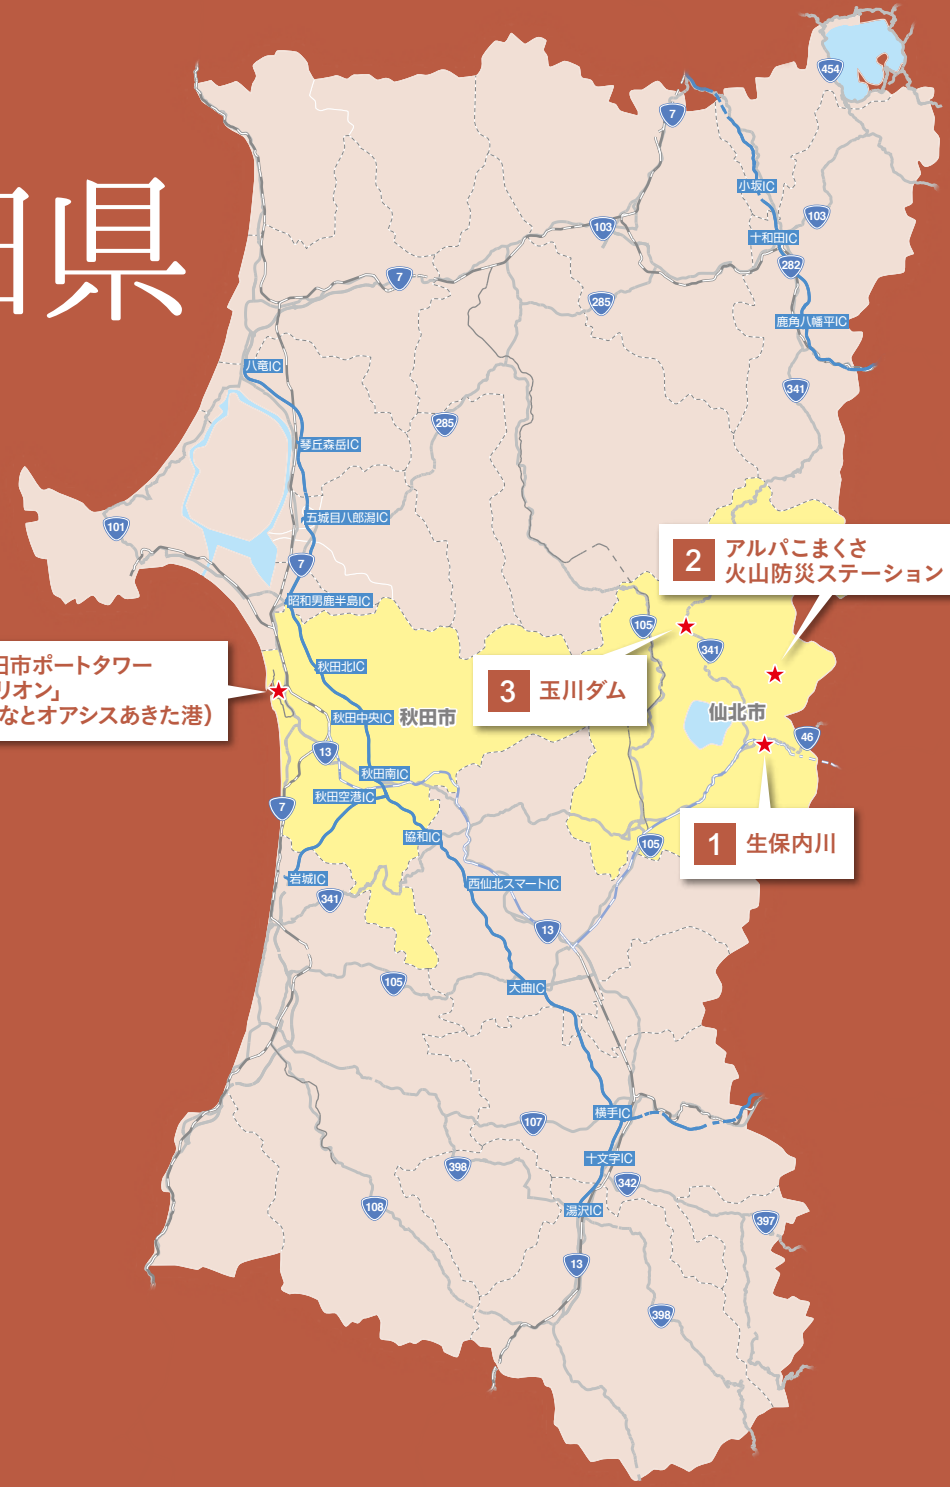 県
454
7
小坂IC
103
103
十和田IC
7
282
285
鹿角八幡平IC
八竜IC
341
285
琴丘森岳IC
101
五城目八郎潟IC
2
アルパこまくさ
火山防災ステーション
7
昭和男鹿半島IC
105
341
田市ポートタワー
リオン」
なとオアシスあきた港）
秋田北IC
3
玉川ダム
秋田中央IC
秋田市
仙北市
46
13
秋田南IC
秋田空港IC
7
協和IC
105
1
生保内川
岩城IC
西仙北スマートIC
341
13
105
大曲IC
横手IC
107
十文字IC
398
342
108
湯沢IC
397
13
398